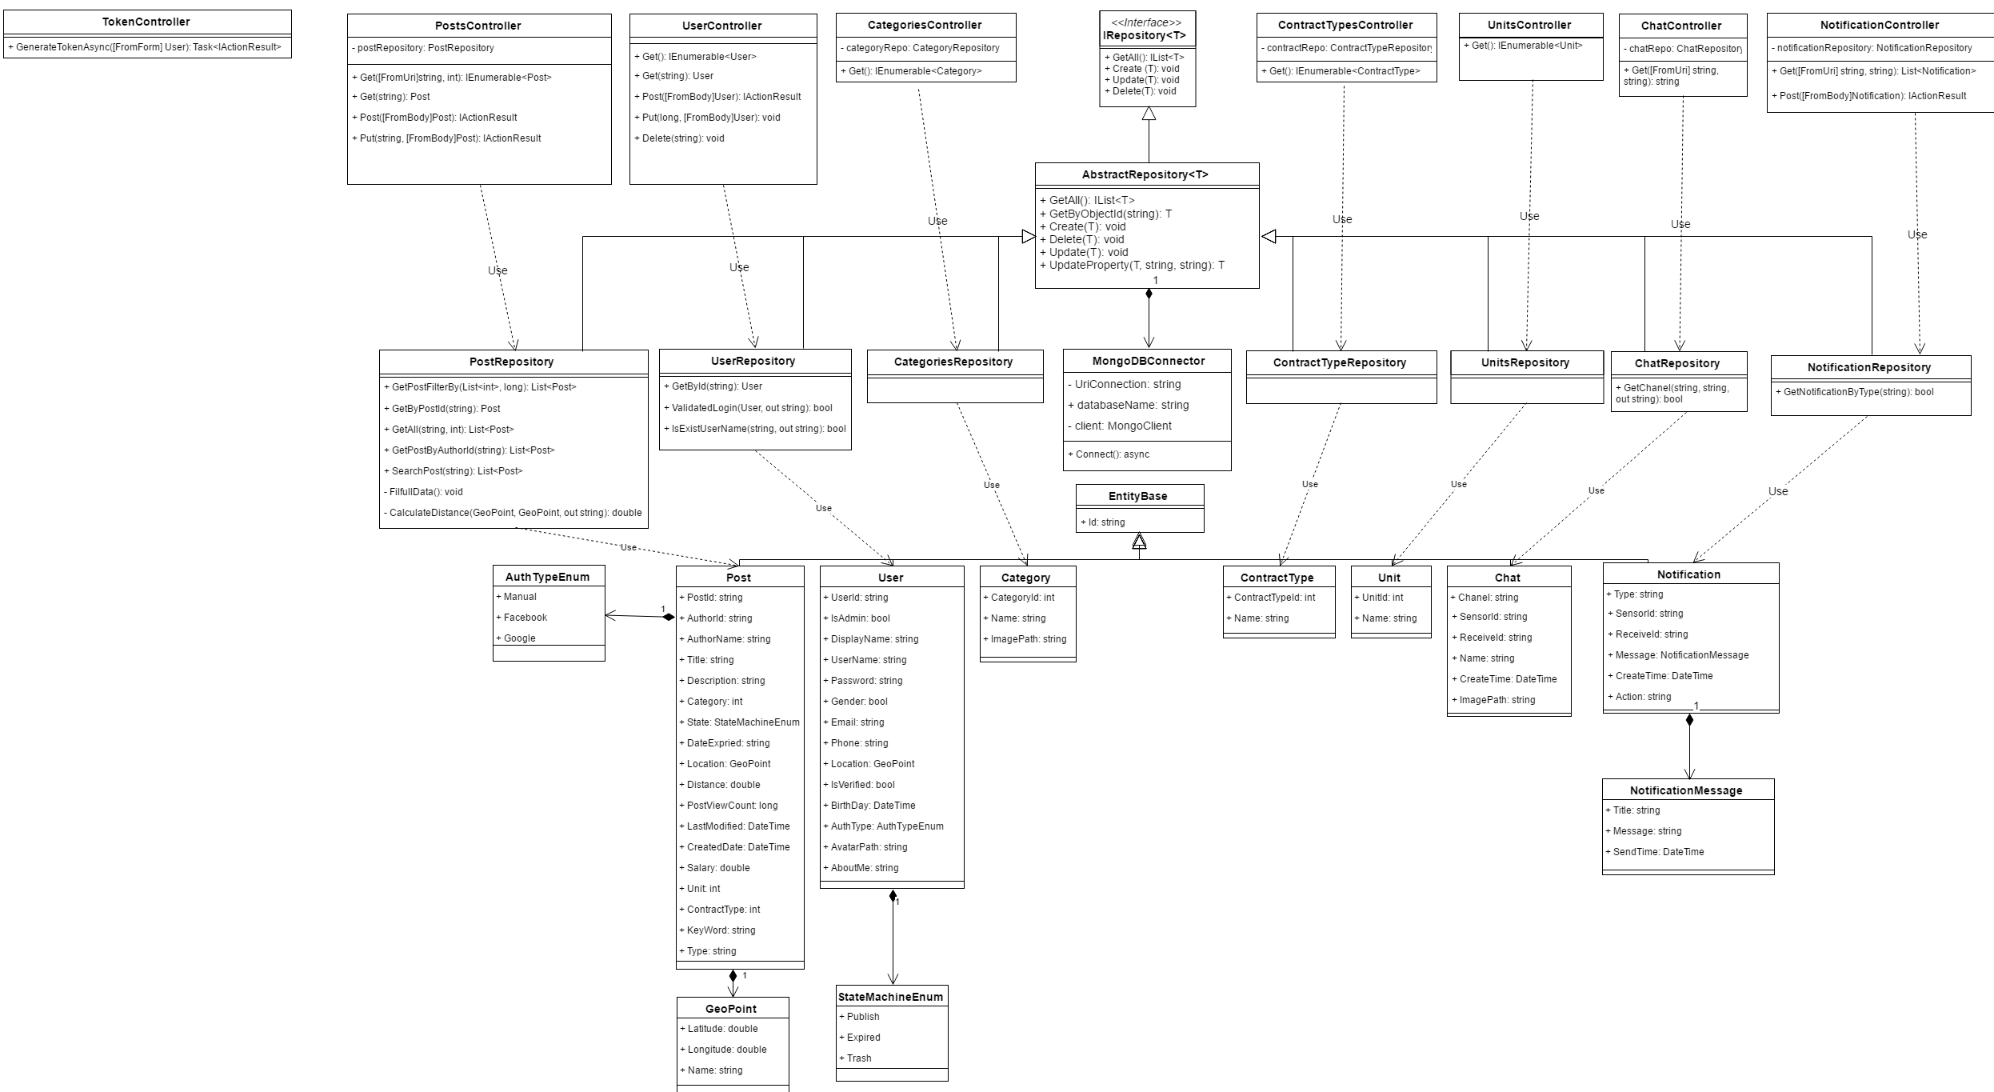 TokenController
+ GenerateTokenAsync([FromForm] User): Task<IActionResult>
PostsController
- postRepository: PostRepository
+ Get([FromUri]string, int): IEnumerable<Post>
+ Get(string): Post
+ Post([FromBody]Post): IActionResult
+ Put(string, [FromBody]Post): IActionResult
UserController
+ Get(): IEnumerable<User>
+ Get(string): User
+ Post([FromBody]User): IActionResult
+ Put(long, [FromBody]User): void
+ Delete(string): void
CategoriesController
- categoryRepo: CategoryRepository
+ Get(): IEnumerable<Category>
<<Interface>>
IRepository<T>
+ GetAll(): IList<T>
+ Create (T): void
+ Update(T): void
+ Delete(T): void
ContractTypesController
- contractRepo: ContractTypeRepository
+ Get(): IEnumerable<ContractType>
UnitsController
+ Get(): IEnumerable<Unit>
ChatController
- chatRepo: ChatRepository
+ Get([FromUri] string,
string): string
NotificationController
- notificationRepository: NotificationRepository
+ Get([FromUri] string, string): List<Notification>
+ Post([FromBody]Notification): IActionResult
AbstractRepository<T>
+ GetAll(): IList<T>
+ GetByObjectId(string): T
+ Create(T): void
+ Delete(T): void
+ Update(T): void
+ UpdateProperty(T, string, string): T
1
Use
Use
Use
Use
Use
Use
Use
PostRepository
+ GetPostFilterBy(List<int>, long): List<Post>
+ GetByPostId(string): Post
+ GetAll(string, int): List<Post>
+ GetPostByAuthorId(string): List<Post>
+ SearchPost(string): List<Post>
- FilfullData(): void
- CalculateDistance(GeoPoint, GeoPoint, out string): double
UserRepository
+ GetById(string): User
+ ValidatedLogin(User, out string): bool
+ IsExistUserName(string, out string): bool
CategoriesRepository
MongoDBConnector
- UriConnection: string
+ databaseName: string
- client: MongoClient
+ Connect(): async
ContractTypeRepository
UnitsRepository
ChatRepository
+ GetChanel(string, string,
out string): bool
NotificationRepository
+ GetNotificationByType(string): bool
EntityBase
+ Id: string
Use
Use
Use
Use
Use
Use
Use
AuthTypeEnum
+ Manual
+ Facebook
+ Google
1
Post
+ PostId: string
+ AuthorId: string
+ AuthorName: string
+ Title: string
+ Description: string
+ Category: int
+ State: StateMachineEnum
+ DateExpried: string
+ Location: GeoPoint
+ Distance: double
+ PostViewCount: long
+ LastModified: DateTime
+ CreatedDate: DateTime
+ Salary: double
+ Unit: int
+ ContractType: int
+ KeyWord: string
+ Type: string
1
User
+ UserId: string
+ IsAdmin: bool
+ DisplayName: string
+ UserName: string
+ Password: string
+ Gender: bool
+ Email: string
+ Phone: string
+ Location: GeoPoint
+ IsVerified: bool
+ BirthDay: DateTime
+ AuthType: AuthTypeEnum
+ AvatarPath: string
+ AboutMe: string
1
Category
+ CategoryId: int
+ Name: string
+ ImagePath: string
ContractType
+ ContractTypeId: int
+ Name: string
Unit
+ UnitId: int
+ Name: string
Chat
+ Chanel: string
+ SensorId: string
+ ReceiveId: string
+ Name: string
+ CreateTime: DateTime
+ ImagePath: string
Notification
+ Type: string
+ SensorId: string
+ ReceiveId: string
+ Message: NotificationMessage
+ CreateTime: DateTime
+ Action: string
1
NotificationMessage
+ Title: string
+ Message: string
+ SendTime: DateTime
GeoPoint
+ Latitude: double
+ Longitude: double
+ Name: string
StateMachineEnum
+ Publish
+ Expired
+ Trash